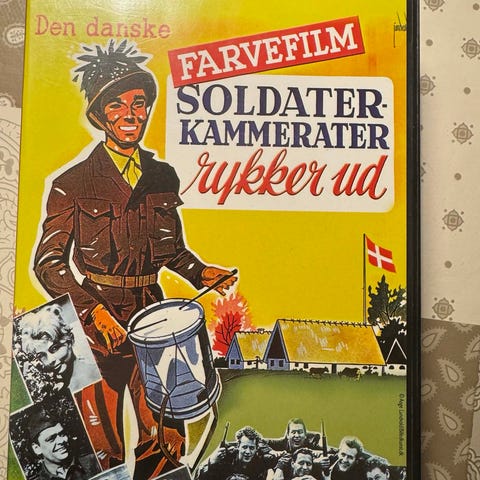 Den danske
FARVEFILM
SOLDATER-
KAMMERATER
rykker ud